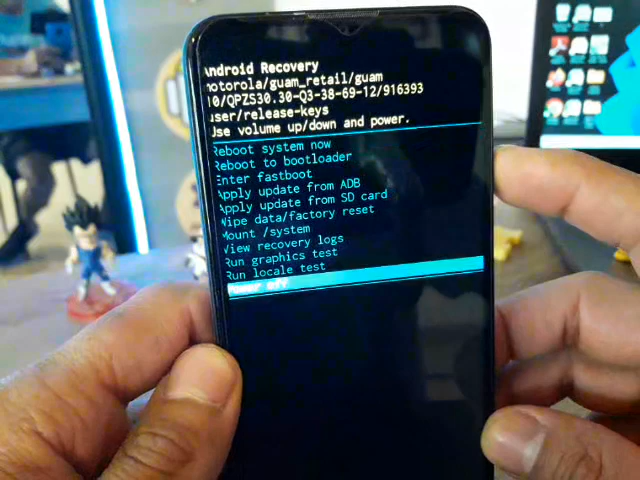 Android Recovery
motorola/guam_retail/guam
10/QPZS30.30-Q3-38-69-12/916393
user/release-keys
Use volume up/down and power.
Reboot system now
Reboot to bootloader
Enter fastboot
Apply update from ADB
Apply update from SD card
Wipe data/factory reset
Mount /system
View recovery logs
Run graphics test
Run locale test
Power off